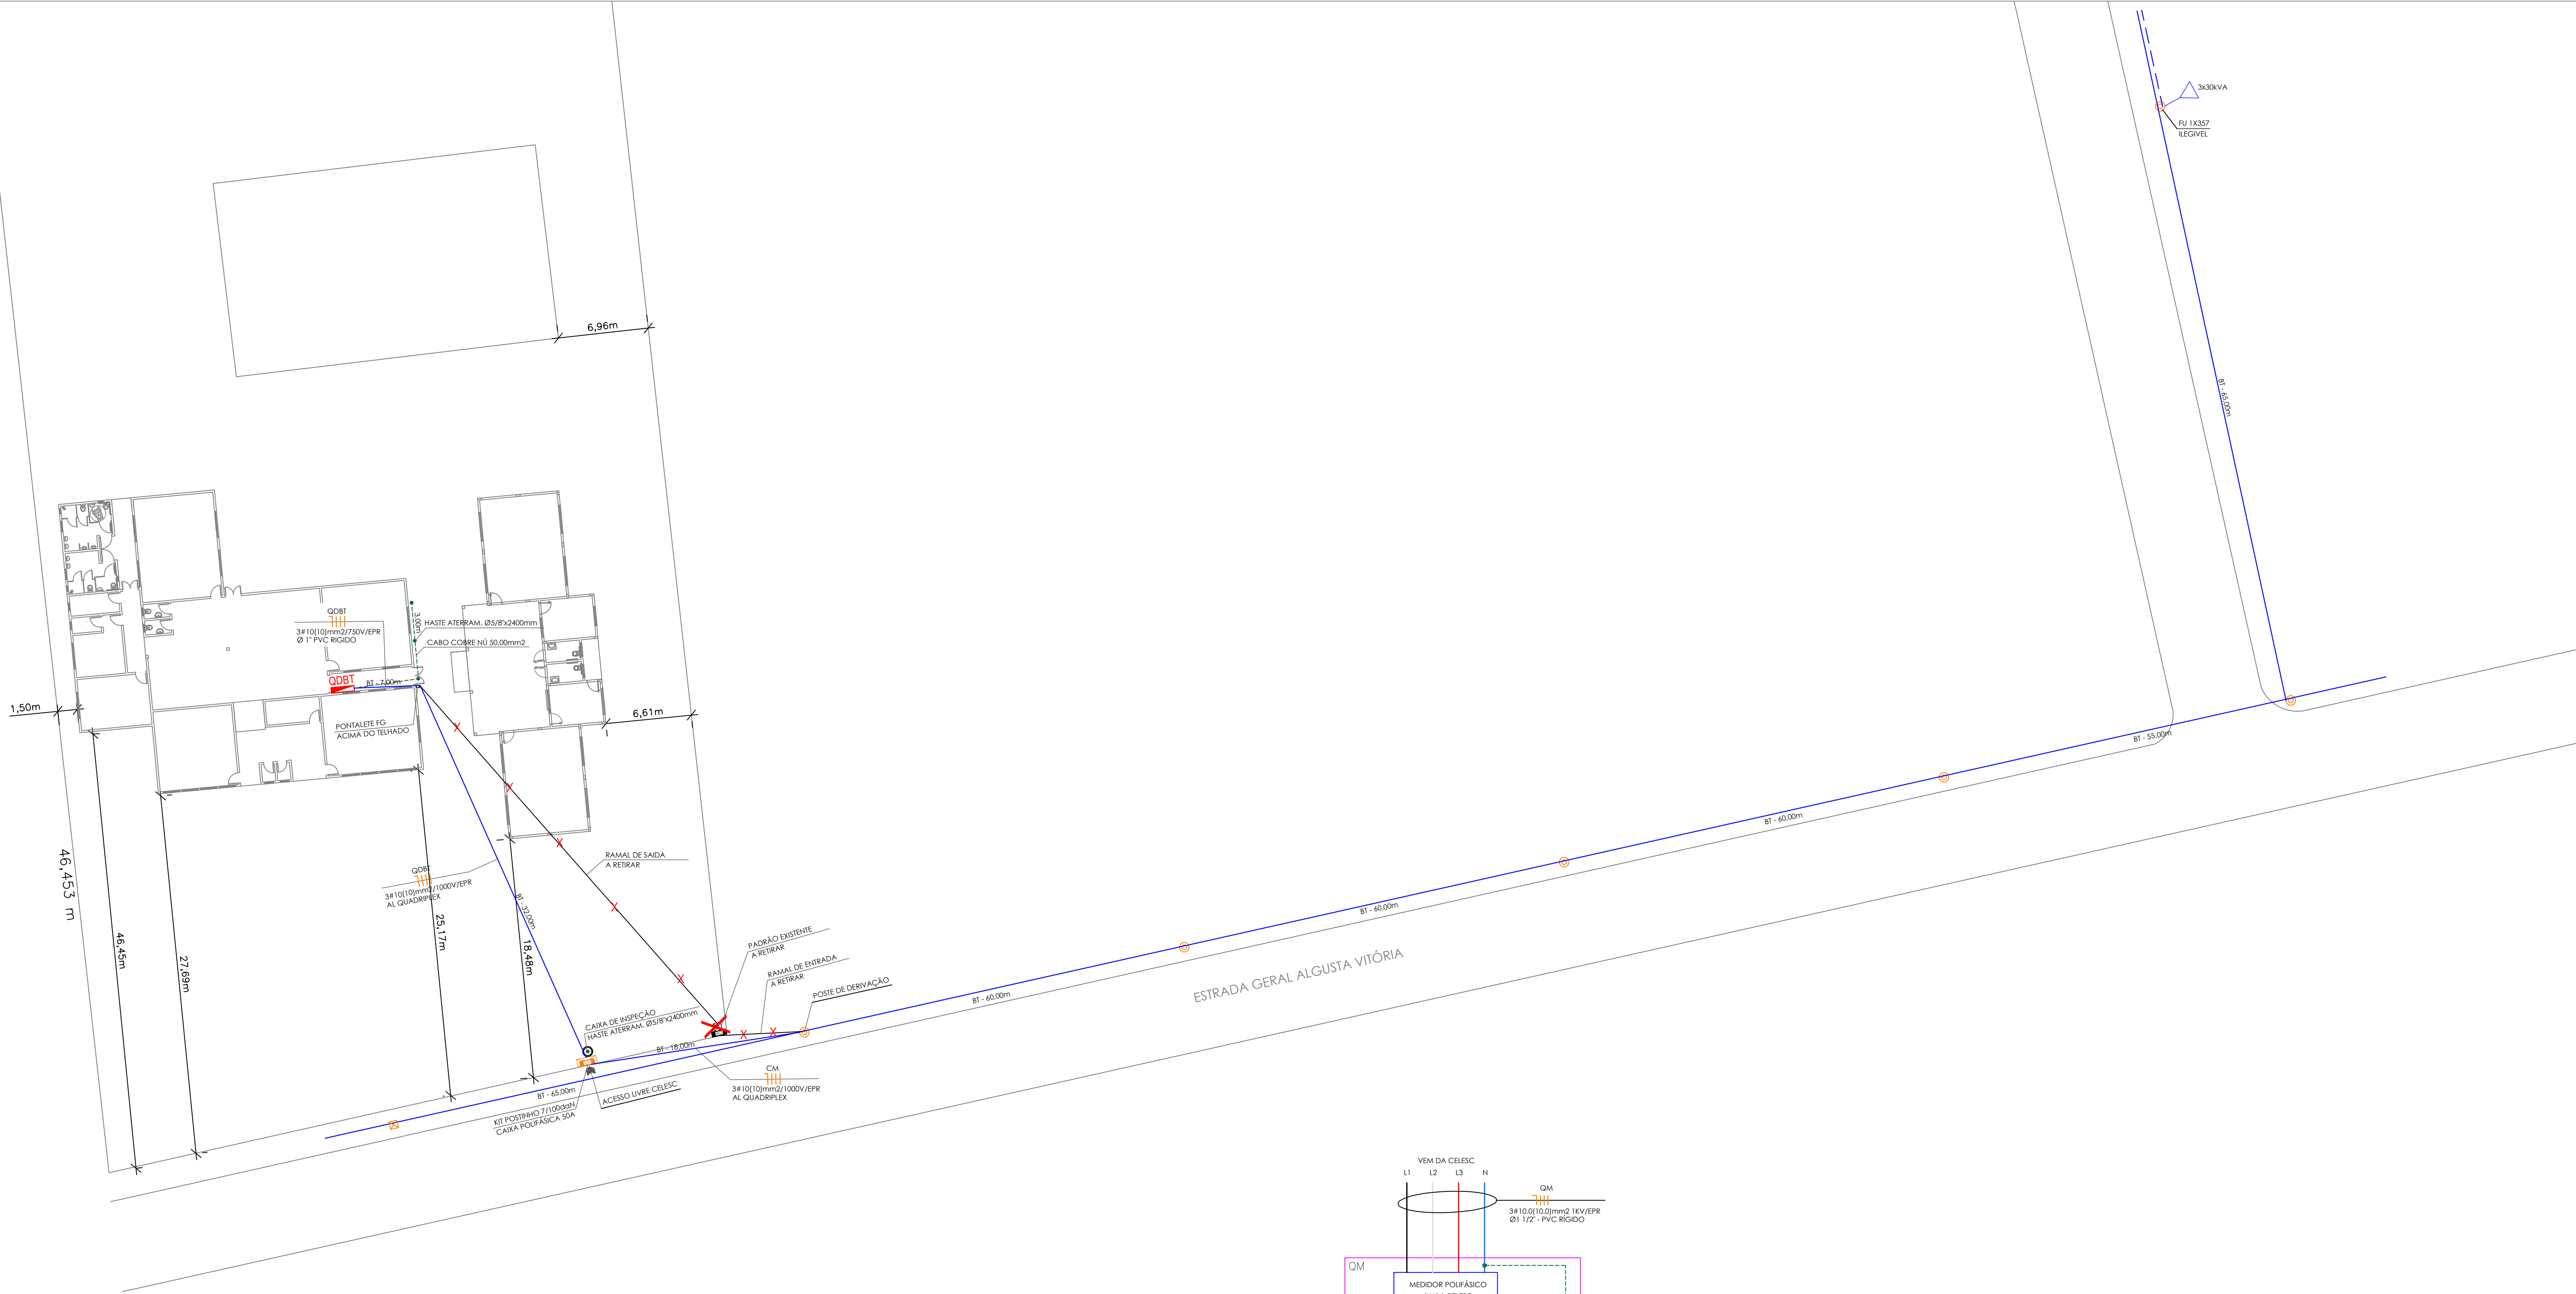 3x30kVA
FU 1X357
ILEGIVEL
BT - 65,00m
6,96m
QDBT
3#10(10)mm2/750V/EPR
Ø 1" PVC RIGIDO
3,00m
HASTE ATERRAM. Ø5/8"x2400mm
CABO COBRE NÚ 50,00mm2
QDBT
BT - 7,00m
1,50m
6,61m
PONTALETE FG
ACIMA DO TELHADO
BT - 55,00m
BT - 60,00m
46,453 m
RAMAL DE SAIDA
A RETIRAR
QDBT
3#10(10)mm2/1000V/EPR
AL QUADRIPLEX
BT - 32,00m
46,45m
27,69m
25,17m
18,48m
BT - 60,00m
PADRÃO EXISTENTE
A RETIRAR
RAMAL DE ENTRADA
A RETIRAR
POSTE DE DERIVAÇÃO
ESTRADA GERAL ALGUSTA VITÓRIA
BT - 60,00m
CAIXA DE INSPEÇÃO
HASTE ATERRAM. Ø5/8"x2400mm
BT - 18,00m
CM
3#10(10)mm2/1000V/EPR
AL QUADRIPLEX
BT - 65,00m
ACESSO LIVRE CELESC
KIT POSTINHO 7/100daN
CAIXA POLIFÁSICA 50A
VEM DA CELESC
L1 L2 L3 N
QM
3#10,0(10,0)mm2 1KV/EPR
Ø1 1/2" - PVC RÍGIDO
QM
MEDIDOR POLIFÁSICO